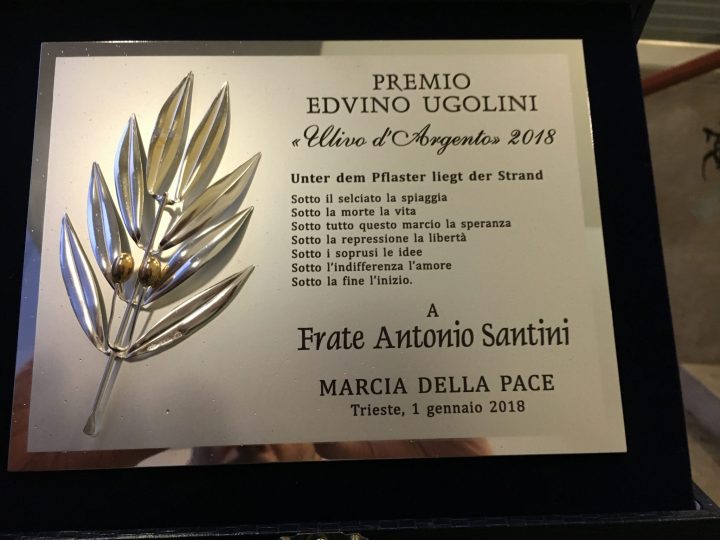 PREMIO
EDVINO UGOLINI
«Ulivo d'Argento» 2018
Unter dem Pflaster liegt der Strand
Sotto il selciato la spiaggia
Sotto la morte la vita
Sotto tutto questo marcio la speranza
Sotto la repressione la libertà
Sotto i soprusi le idee
Sotto l'indifferenza l'amore
Sotto la fine l'inizio.
A
Frate Antonio Santini
MARCIA DELLA PACE
Trieste, 1 gennaio 2018